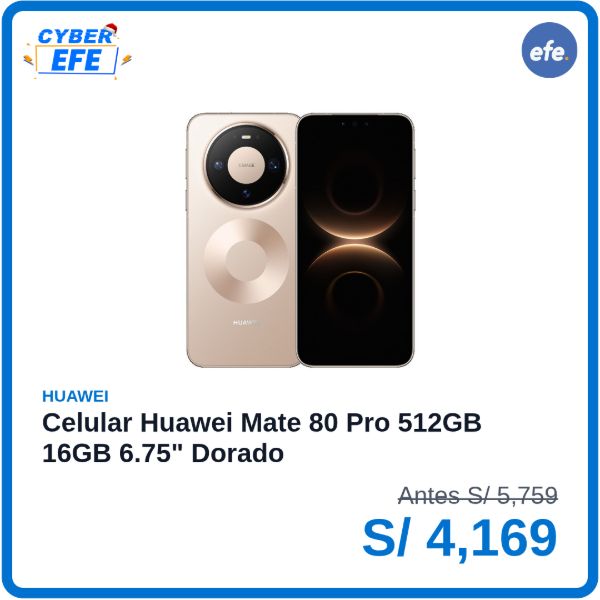 CYBER
EFE
efe.
HUAWEI
HUAWEI
Celular Huawei Mate 80 Pro 512GB
16GB 6.75" Dorado
Antes S/ 5,759
S/ 4,169